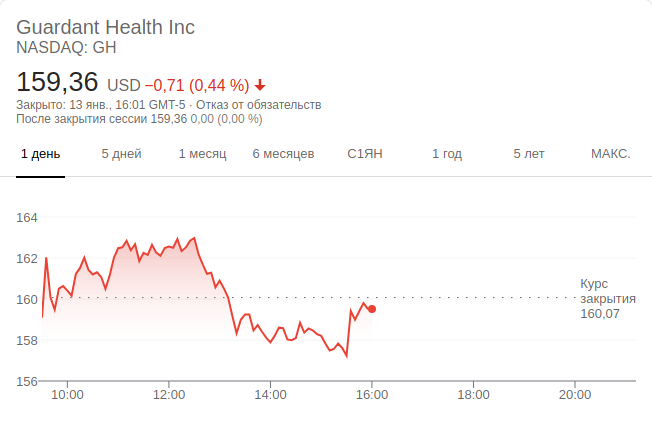 Guardant Health Inc
NASDAQ: GH
159,36 USD −0,71 (0,44 %)
Закрыто: 13 янв., 16:01 GMT-5 · Отказ от обязательств
После закрытия сессии 159,36 0,00 (0,00 %)
1 день 5 дней 1 месяц 6 месяцев С1ЯН 1 год 5 лет МАКС.
164
162
160
158
156
Курс
закрытия
160,07
10:00 12:00 14:00 16:00 18:00 20:00